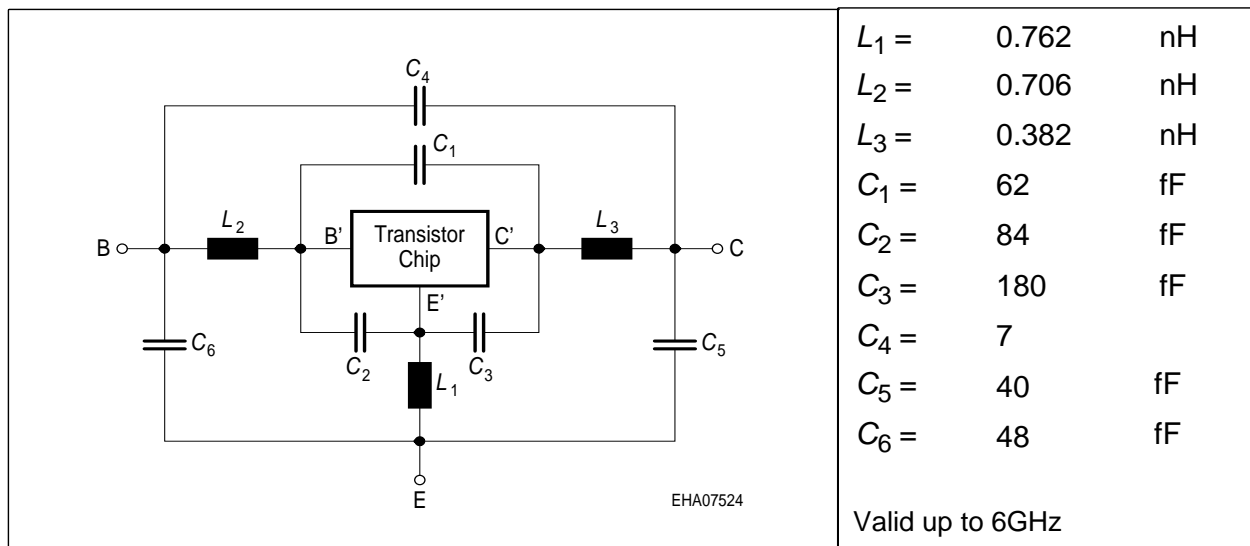 C4
C1
L2
L3
B
B'
Transistor
Chip
C'
C
E'
C6
C2
C3
C5
L1
E
EHA07524
L1 = 0.762 nH
L2 = 0.706 nH
L3 = 0.382 nH
C1 = 62 fF
C2 = 84 fF
C3 = 180 fF
C4 = 7
C5 = 40 fF
C6 = 48 fF
Valid up to 6GHz